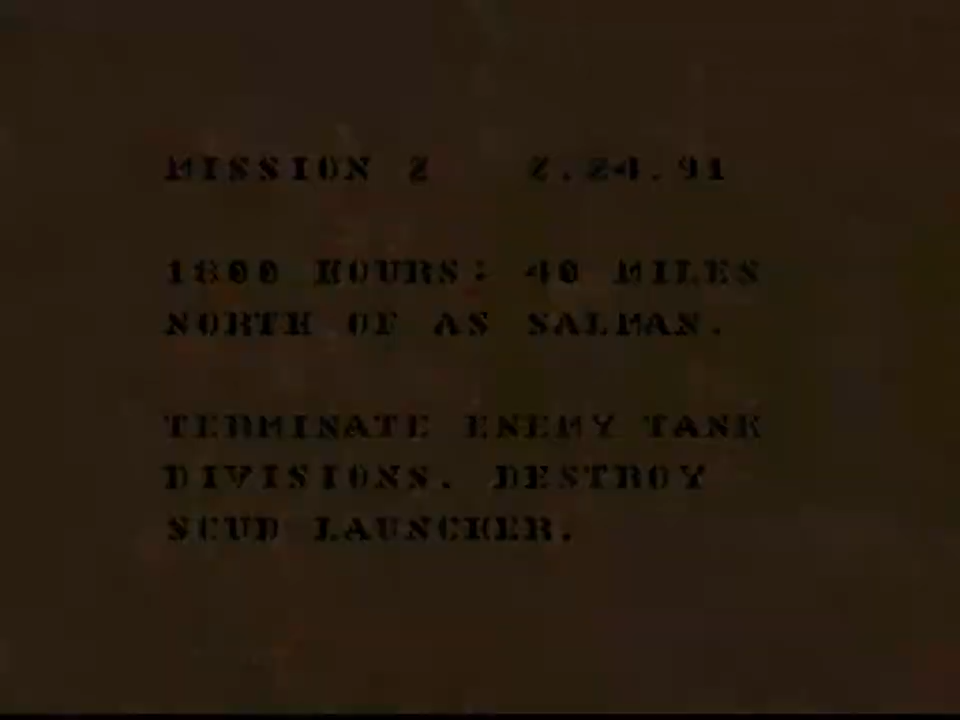 MISSION 2 2.24.91
1800 HOURS: 40 MILES
NORTH OF AS SALMAN.
TERMINATE ENEMY TANK
DIVISIONS. DESTROY
SCUD LAUNCHER.